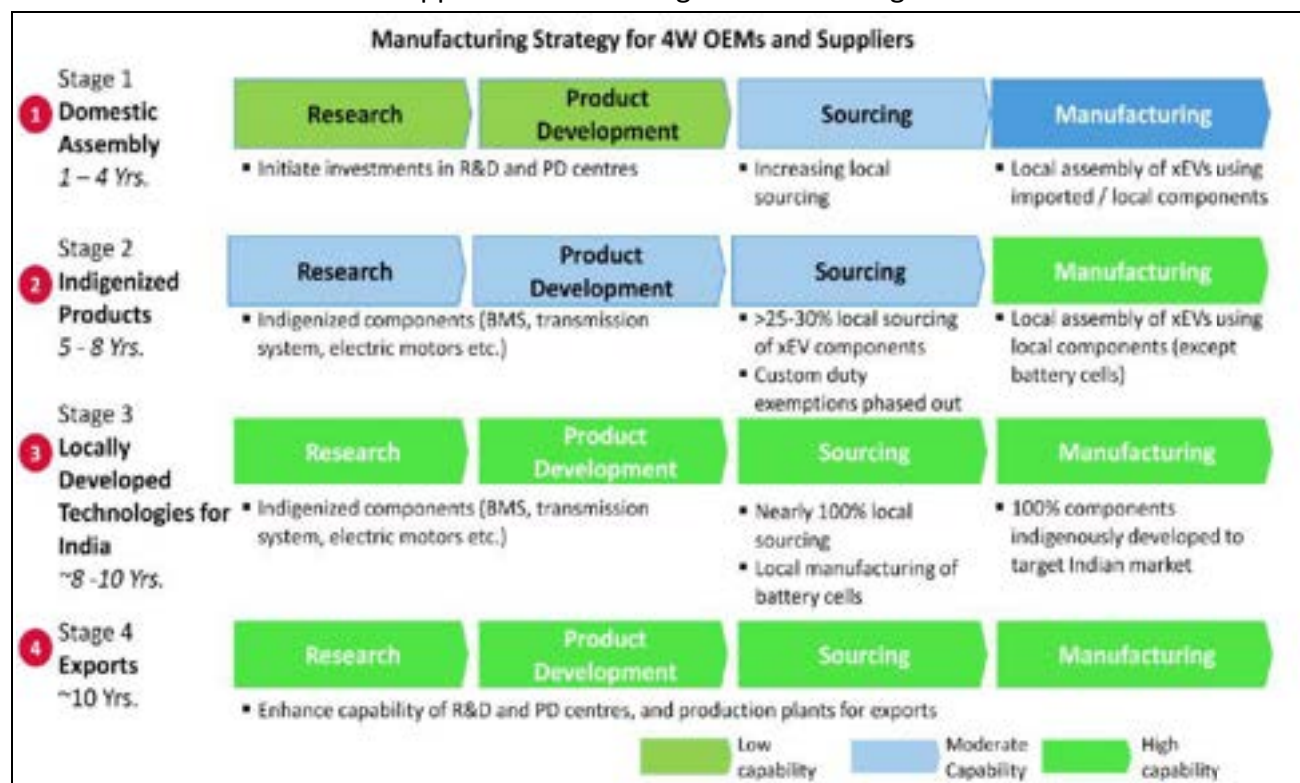 Manufacturing Strategy for 4W OEMs and Suppliers
1
Stage 1
Domestic
Assembly
1 – 4 Yrs.
Research
Product
Development
Sourcing
Manufacturing
▪ Initiate investments in R&D and PD centres
▪ Increasing local
sourcing
▪ Local assembly of xEVs using
imported / local components
2
Stage 2
Indigenized
Products
5 - 8 Yrs.
Research
Product
Development
Sourcing
Manufacturing
▪ Indigenized components (BMS, transmission
system, electric motors etc.)
▪ >25-30% local sourcing
of xEV components
▪ Custom duty
exemptions phased out
▪ Local assembly of xEVs using
local components (except
battery cells)
3
Stage 3
Locally
Developed
Technologies for
India
~8 -10 Yrs.
Research
Product
Development
Sourcing
Manufacturing
▪ Indigenized components (BMS, transmission
system, electric motors etc.)
▪ Nearly 100% local
sourcing
▪ Local manufacturing of
battery cells
▪ 100% components
indigenously developed to
target Indian market
4
Stage 4
Exports
~10 Yrs.
Research
Product
Development
Sourcing
Manufacturing
▪ Enhance capability of R&D and PD centres, and production plants for exports
Low
capability
Moderate
Capability
High
capability